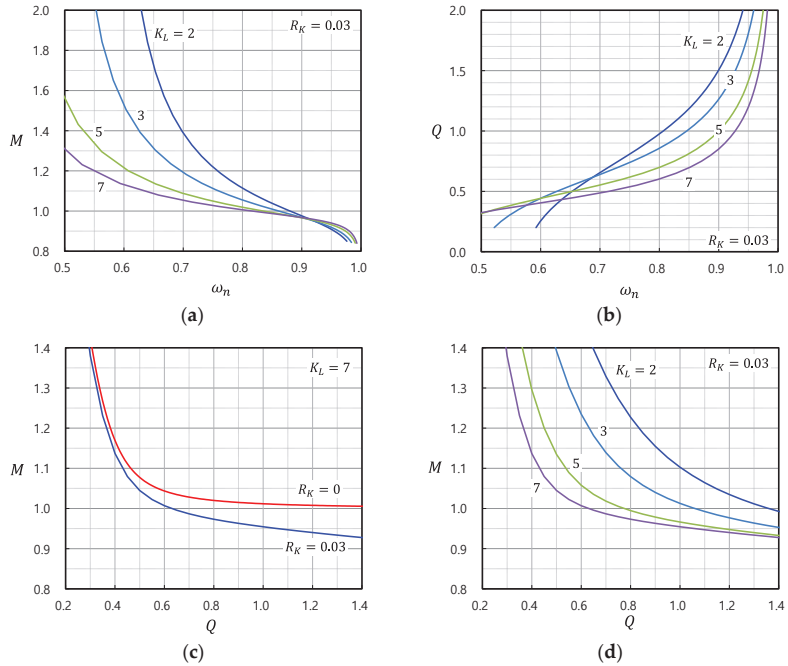 2.0
1.8
1.6
1.4
1.2
1.0
0.8
M
0.5
0.6
0.7
0.8
0.9
1.0
ωₙ
R_K = 0.03
K_L = 2
3
5
7
(a)
2.0
1.5
1.0
0.5
0.0
Q
0.5
0.6
0.7
0.8
0.9
1.0
ωₙ
K_L = 2
3
5
7
R_K = 0.03
(b)
1.4
1.3
1.2
1.1
1.0
0.9
0.8
M
0.2
0.4
0.6
0.8
1.0
1.2
1.4
Q
K_L = 7
R_K = 0
R_K = 0.03
(c)
1.4
1.3
1.2
1.1
1.0
0.9
0.8
M
0.2
0.4
0.6
0.8
1.0
1.2
1.4
Q
R_K = 0.03
K_L = 2
3
5
7
(d)